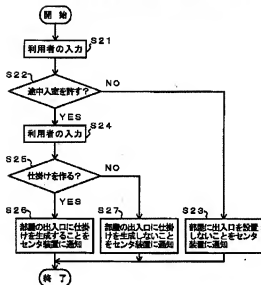 開始
S21
利用者の入力
S22
途中入室を許す?
NO
YES
S24
利用者の入力
S25
仕掛けを作る?
NO
YES
S26
部屋の出入口に仕掛
けを生成することを
センタ装置に通知
S27
部屋の出入口に仕掛
けを生成しないこと
をセンタ装置に通知
S23
部屋に出入口を設置
しないことをセンタ
装置に通知
終了